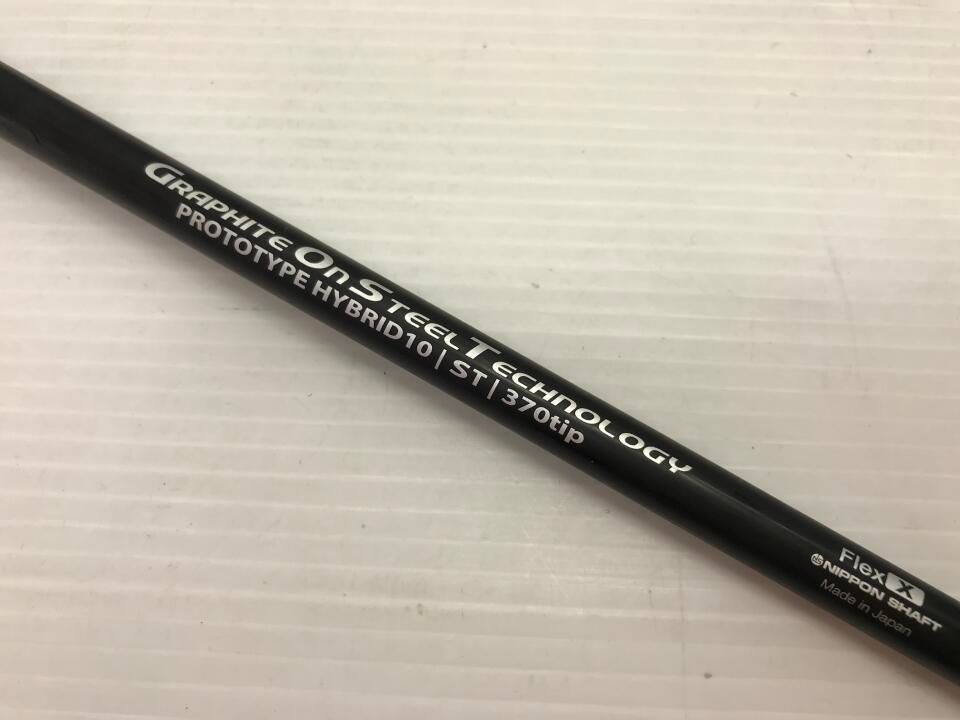 GRAPHITE ON STEEL TECHNOLOGY
PROTOTYPE HYBRID10 | ST | 370tip
Flex X
NIPPON SHAFT
Made in Japan